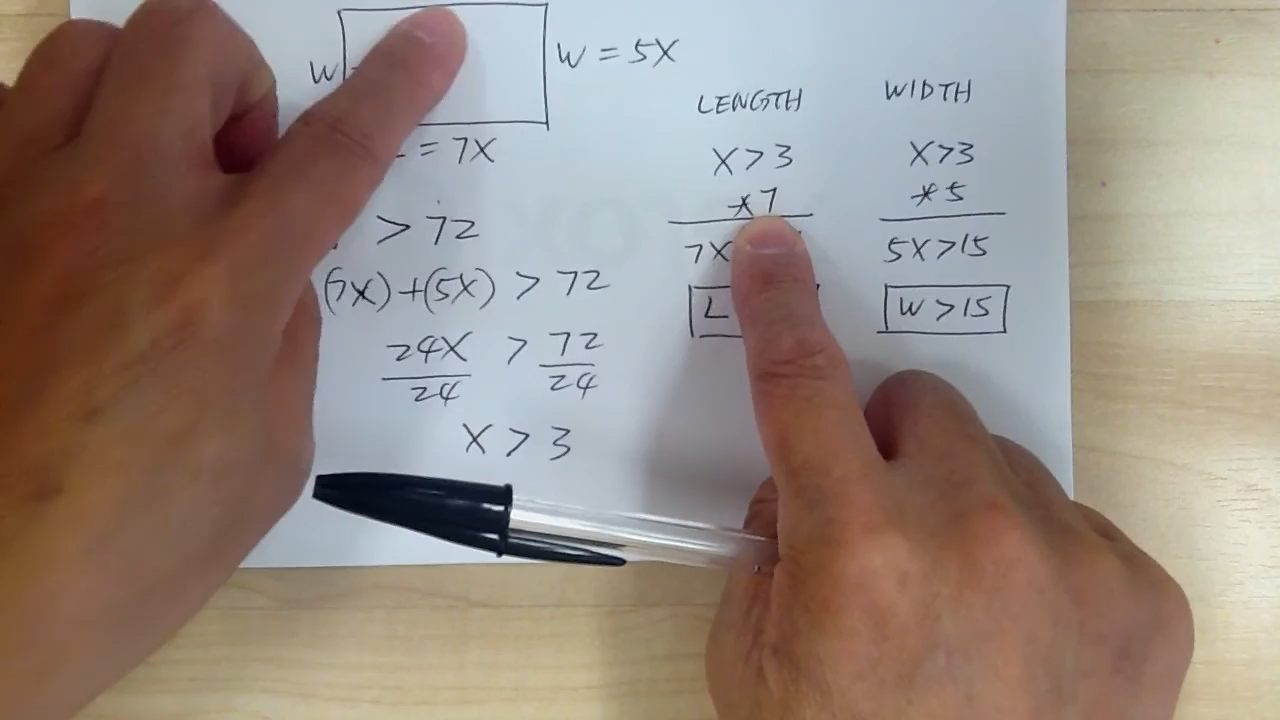 W
W = 5X
= 7X
> 72
(7X) + (5X) > 72
24X > 72
24 24
X > 3
LENGTH
X > 3
* 7
7X
L
WIDTH
X > 3
* 5
5X > 15
W > 15